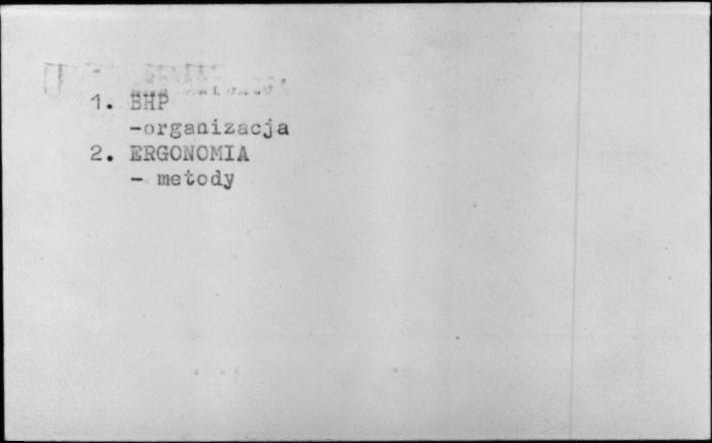 1. BHP
-organizacja
2. ERGONOMIA
- metody